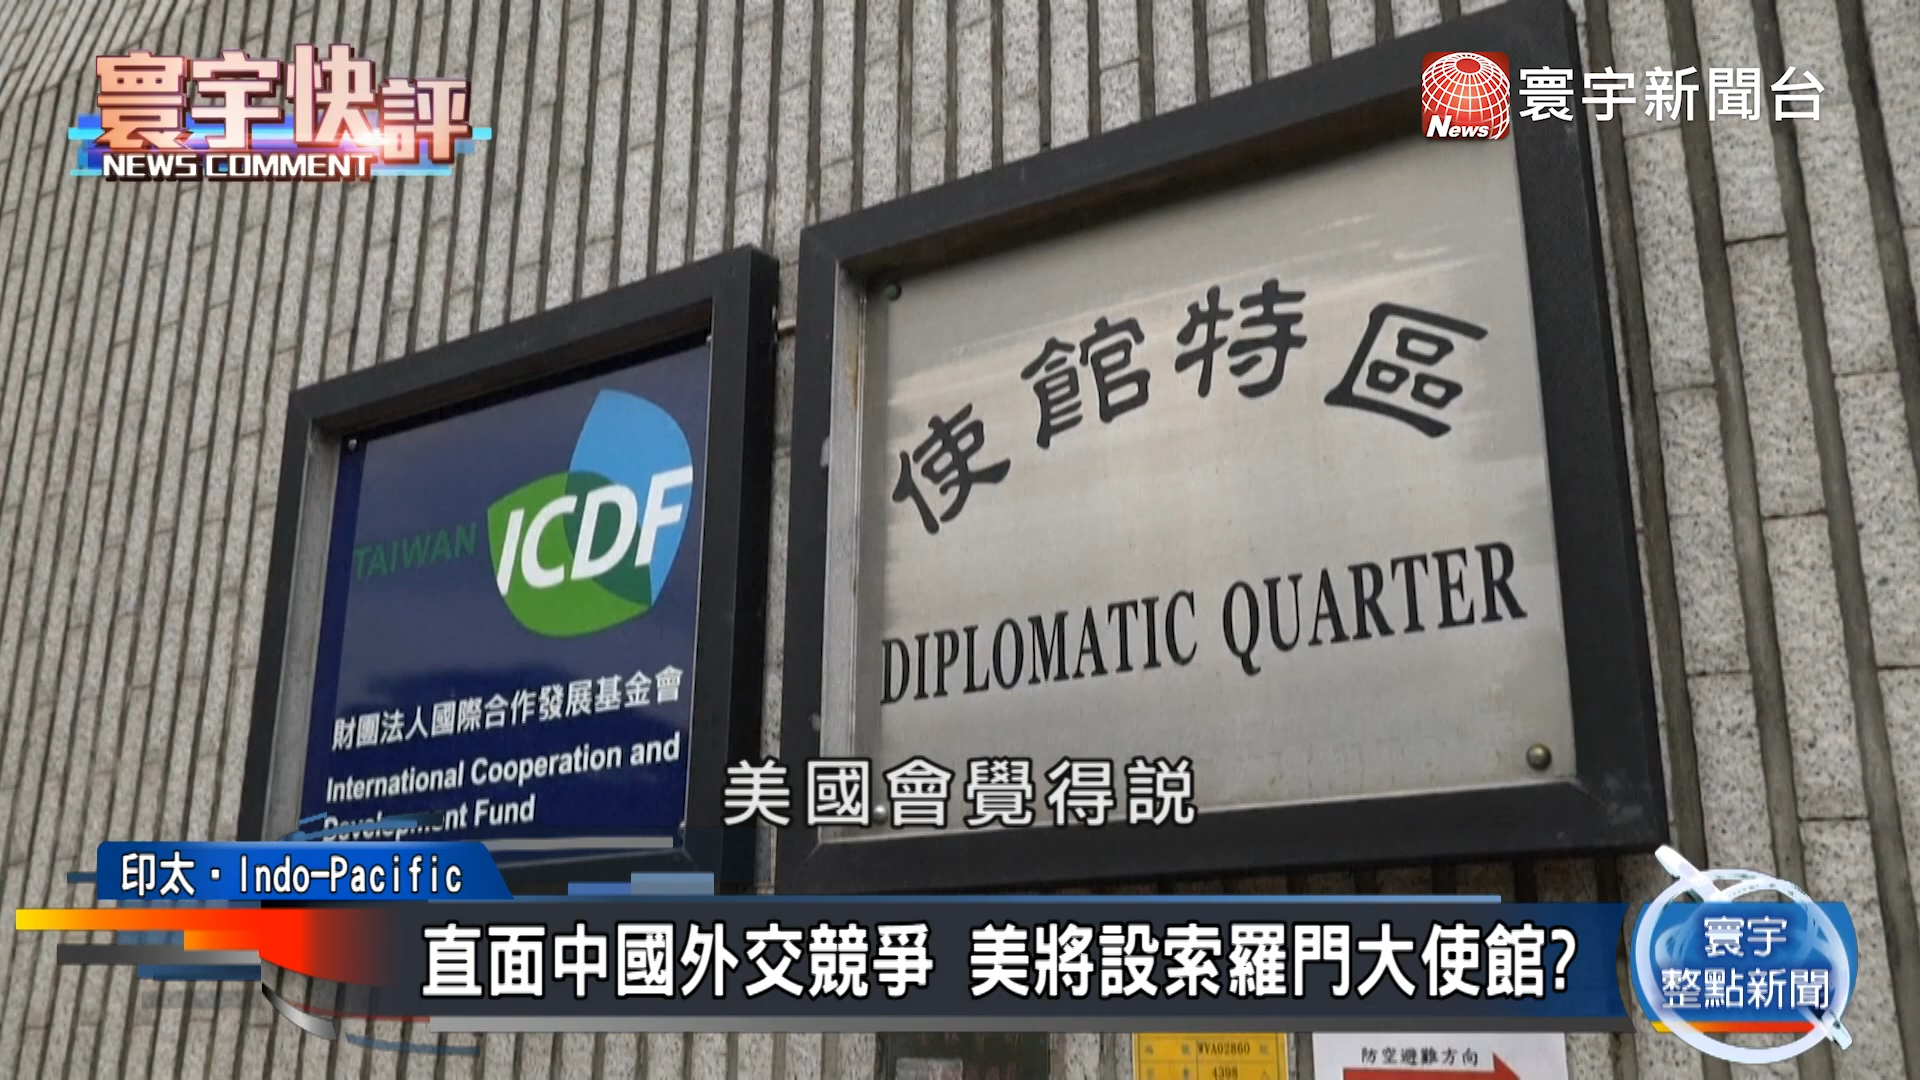 寰宇快評
NEWS COMMENT
News 寰宇新聞台
使館特區
DIPLOMATIC QUARTER
TAIWAN ICDF
財團法人國際合作發展基金會
International Cooperation and
Development Fund
美國會覺得說
印太·Indo-Pacific
直面中國外交競爭 美將設索羅門大使館?
寰宇
整點新聞
WYA02860
4398
防空避難方向